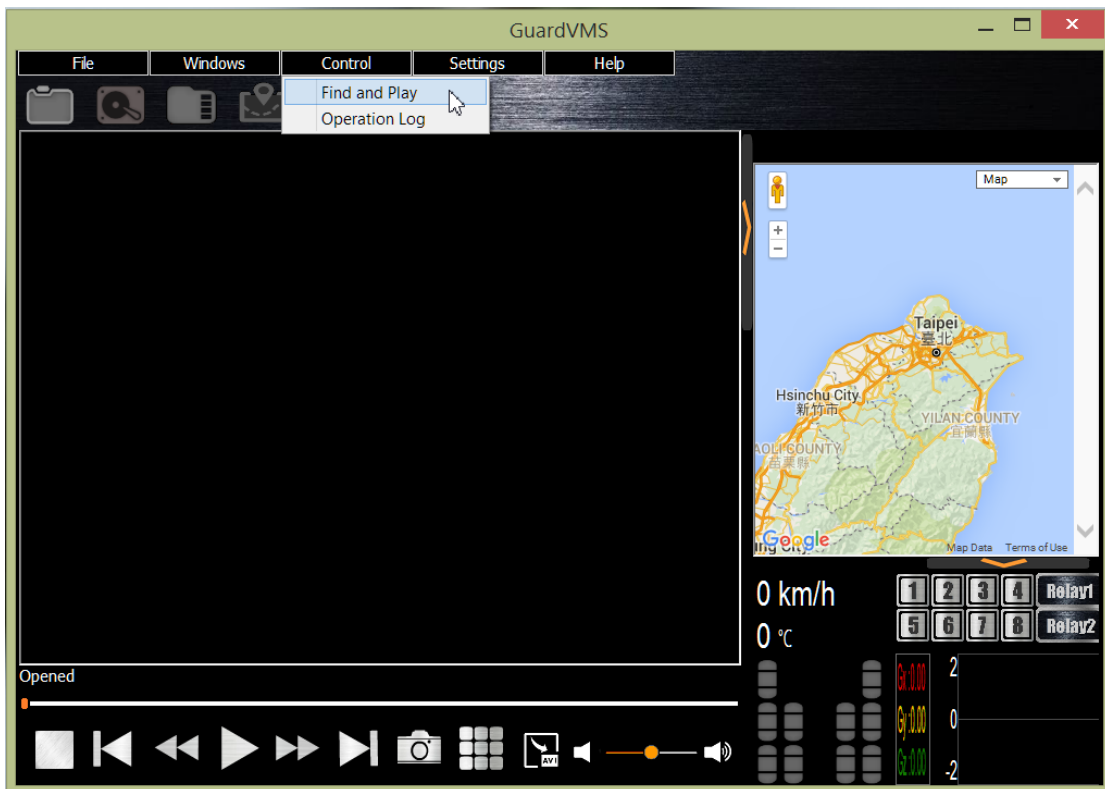 GuardVMS
File Windows Control Settings Help
Find and Play
Operation Log
Map
+
−
Taipei
臺北
Hsinchu City
新竹市
YILAN COUNTY
宜蘭縣
AOLI COUNTY
苗栗縣
Google
Map Data Terms of Use
0 km/h
0 °C
1 2 3 4 Relay1
5 6 7 8 Relay2
Opened
Gx:0.00
Gy:0.00
Gz:0.00
2
0
-2
AVI